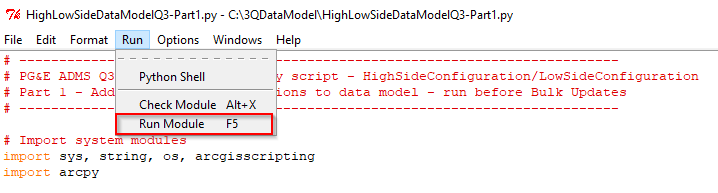 HighLowSideDataModelQ3-Part1.py - C:\3QDataModel\HighLowSideDataModelQ3-Part1.py
File Edit Format Run Options Windows Help
# ----------------------------------------------------------------
# PG&E ADMS Q3 y script - HighSideConfiguration/LowSideConfiguration
Python Shell
# Part 1 - Add ions to data model - run before Bulk Updates
# ----------------------------------------------------------------
Check Module Alt+X
Run Module F5
# Import system modules
import sys, string, os, arcgisscripting
import arcpy